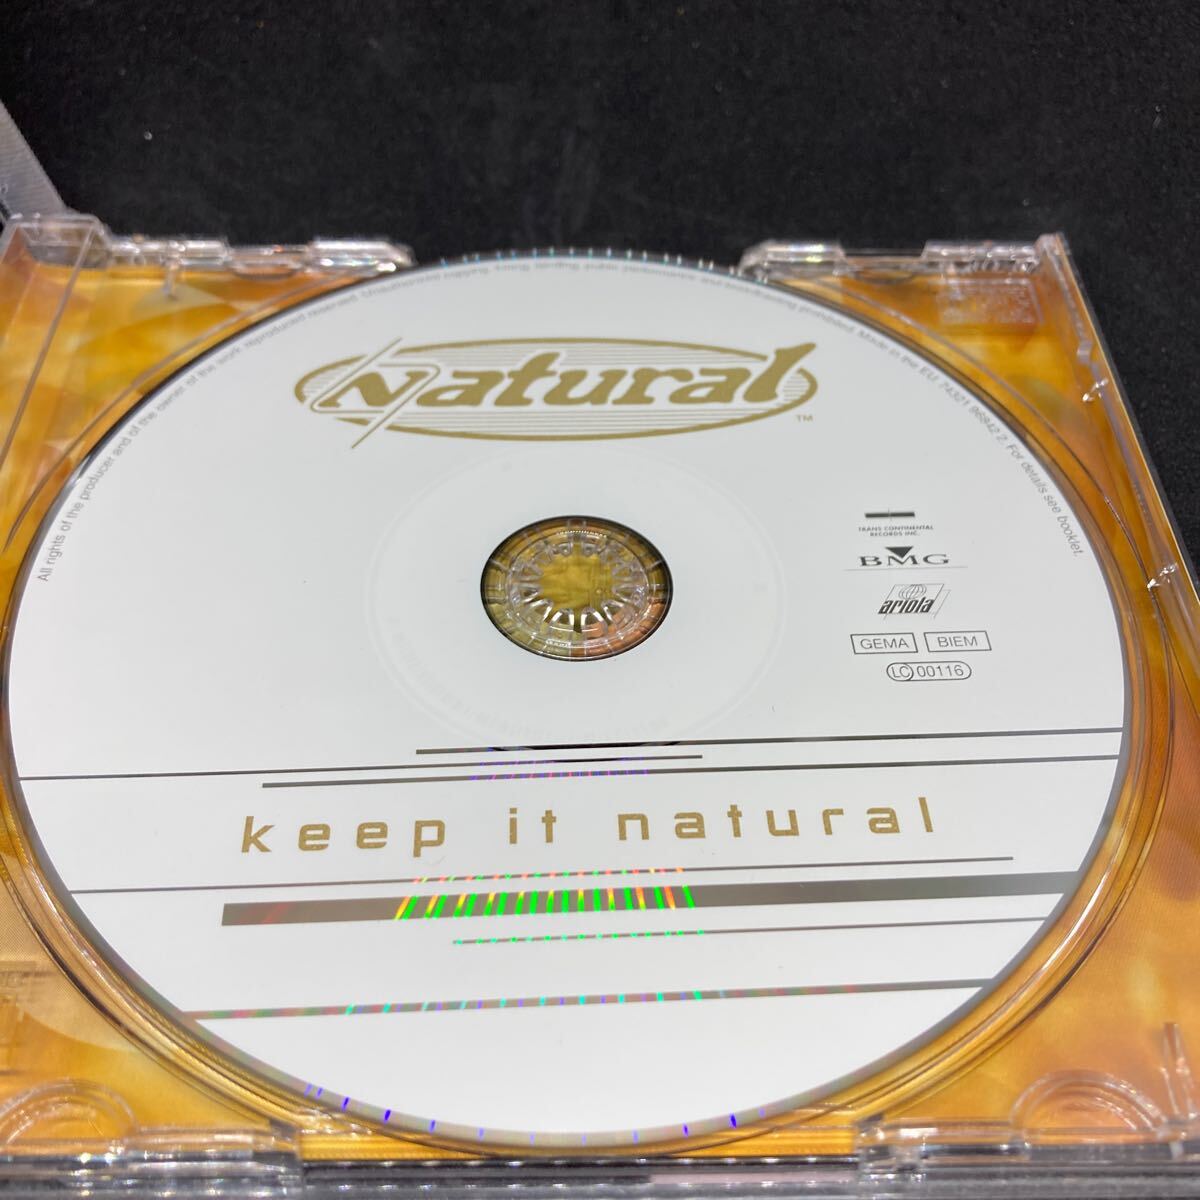 All rights of the producer and of the owner of the work reproduced reserved. Unauthorised copying, hiring, lending, public performance and broadcasting prohibited. Made in the E.U. 74321 96842 2. For details see booklet.
Natural
TM
TRANS CONTINENTAL
RECORDS INC.
BMG
ariola
GEMA BIEM
LC 00116
keep it natural